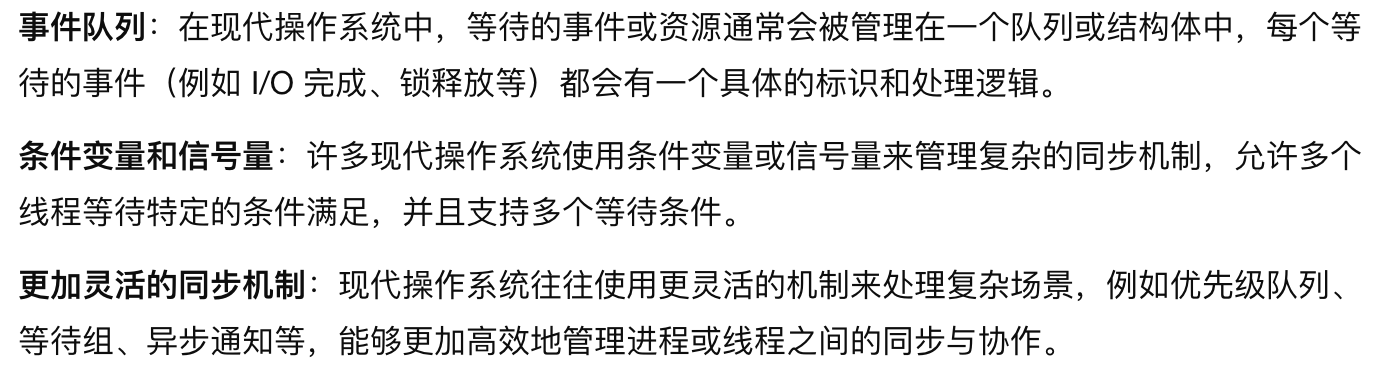 事件队列：在现代操作系统中，等待的事件或资源通常会被管理在一个队列或结构体中，每个等
待的事件（例如 I/O 完成、锁释放等）都会有一个具体的标识和处理逻辑。
条件变量和信号量：许多现代操作系统使用条件变量或信号量来管理复杂的同步机制，允许多个
线程等待特定的条件满足，并且支持多个等待条件。
更加灵活的同步机制：现代操作系统往往使用更灵活的机制来处理复杂场景，例如优先级队列、
等待组、异步通知等，能够更加高效地管理进程或线程之间的同步与协作。